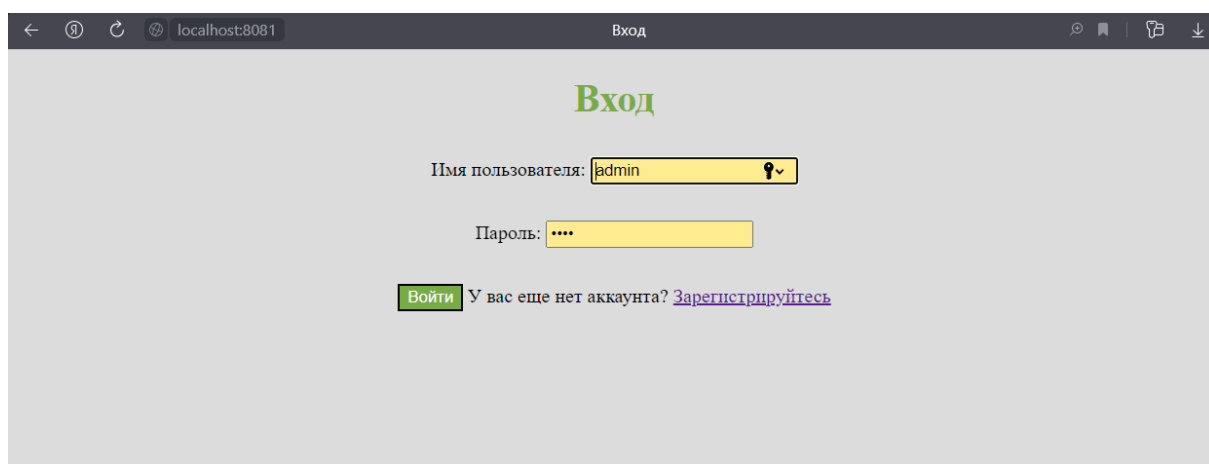 localhost:8081 Вход
Вход
Имя пользователя: admin
Пароль: ••••
Войти У вас еще нет аккаунта? Зарегистрируйтесь